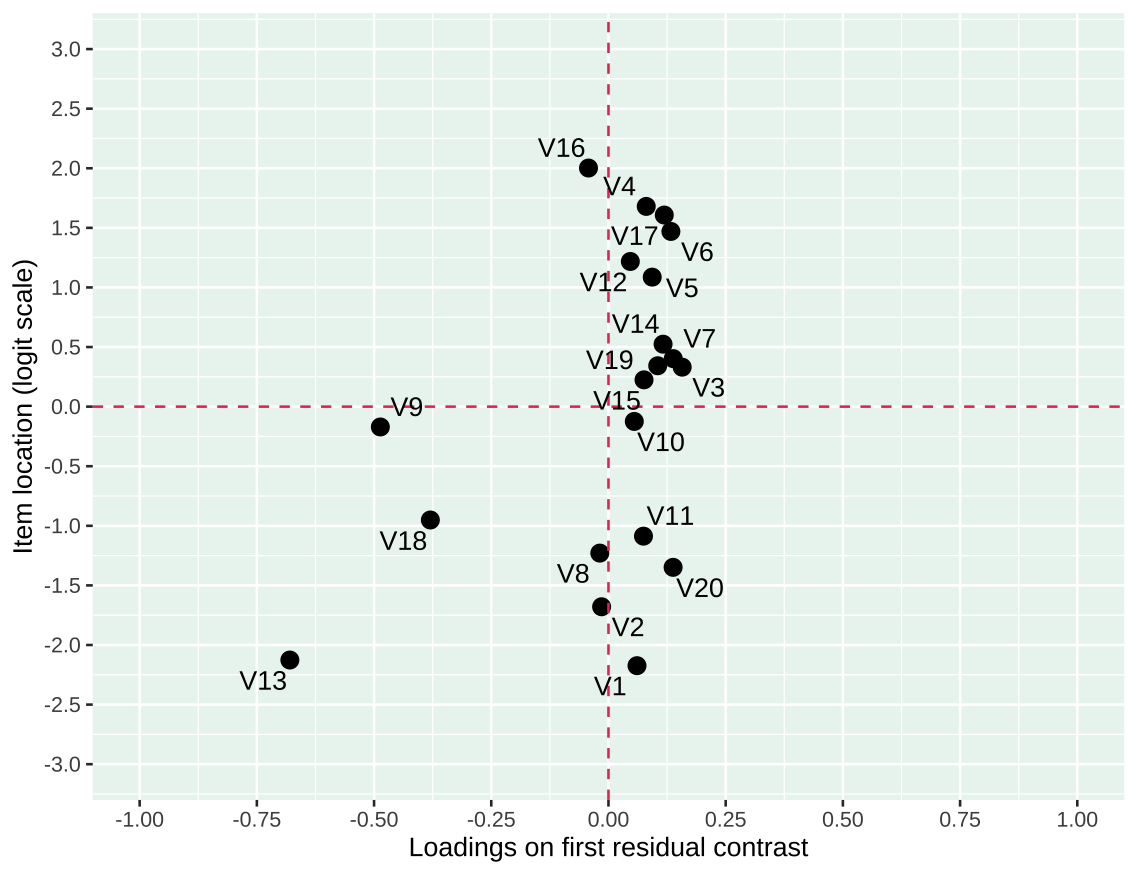 3.0
2.5
2.0
1.5
1.0
0.5
0.0
-0.5
-1.0
-1.5
-2.0
-2.5
-3.0
Item location (logit scale)
V16
V4
V17
V6
V12
V5
V14
V7
V19
V3
V15
V9
V10
V11
V18
V8
V20
V2
V13
V1
-1.00 -0.75 -0.50 -0.25 0.00 0.25 0.50 0.75 1.00
Loadings on first residual contrast